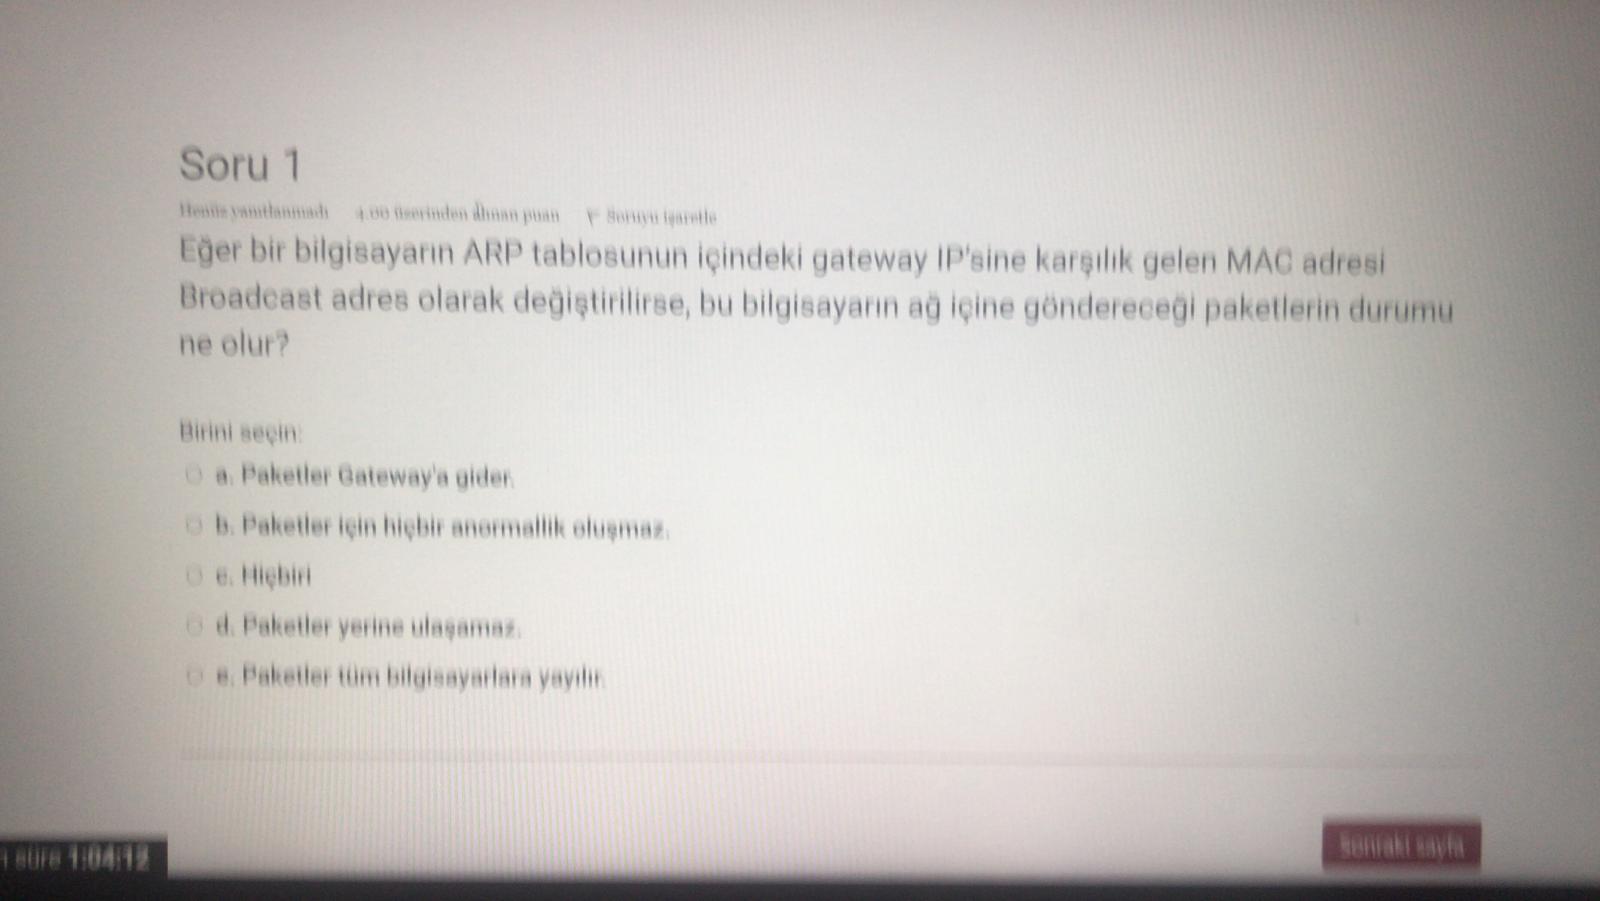 Soru 1
Henüz yanıtlanmadı 4.00 üzerinden alınan puan Soruyu işaretle
Eğer bir bilgisayarın ARP tablosunun içindeki gateway IP'sine karşılık gelen MAC adresi
Broadcast adres olarak değiştirilirse, bu bilgisayarın ağ içine göndereceği paketlerin durumu
ne olur?
Birini seçin:
a. Paketler Gateway'a gider.
b. Paketler için hiçbir anormallik oluşmaz.
c. Hiçbiri
d. Paketler yerine ulaşamaz.
e. Paketler tüm bilgisayarlara yayılır.
süre 1:04:12
Sonraki sayfa